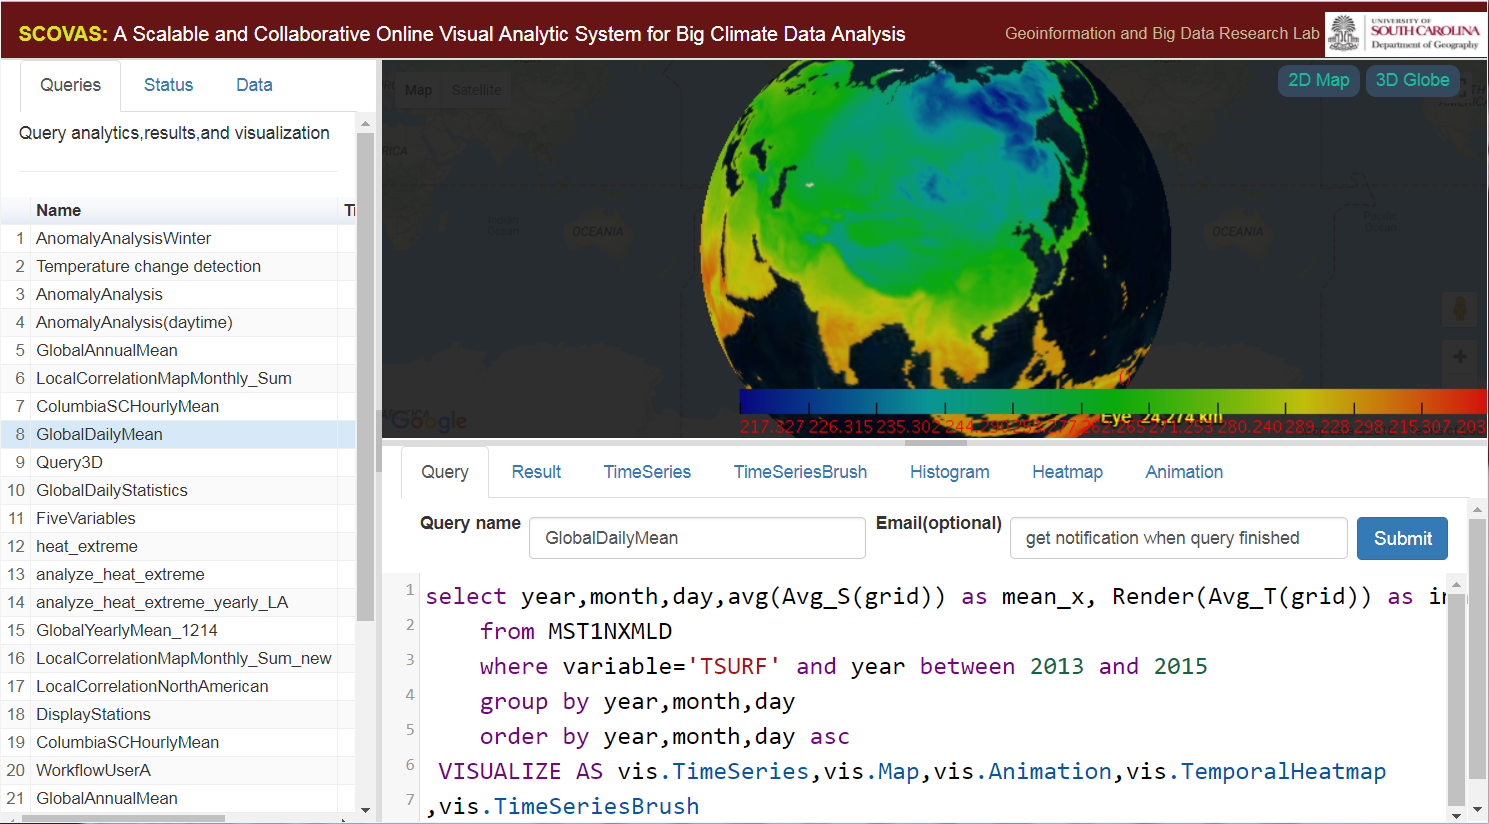 SCOVAS: A Scalable and Collaborative Online Visual Analytic System for Big Climate Data Analysis
Geoinformation and Big Data Research Lab
UNIVERSITY OF
SOUTH CAROLINA
Department of Geography
Queries Status Data
Query analytics,results,and visualization
Name
1 AnomalyAnalysisWinter
2 Temperature change detection
3 AnomalyAnalysis
4 AnomalyAnalysis(daytime)
5 GlobalAnnualMean
6 LocalCorrelationMapMonthly_Sum
7 ColumbiaSCHourlyMean
8 GlobalDailyMean
9 Query3D
10 GlobalDailyStatistics
11 FiveVariables
12 heat_extreme
13 analyze_heat_extreme
14 analyze_heat_extreme_yearly_LA
15 GlobalYearlyMean_1214
16 LocalCorrelationMapMonthly_Sum_new
17 LocalCorrelationNorthAmerican
18 DisplayStations
19 ColumbiaSCHourlyMean
20 WorkflowUserA
21 GlobalAnnualMean
Map Satellite
2D Map 3D Globe
OCEANIA
OCEANIA
Pacific
Ocean
Google
Eye 24,274 km
217.327 226.315 235.302 262.265 271.253 280.240 289.228 298.215 307.203
Query Result TimeSeries TimeSeriesBrush Histogram Heatmap Animation
Query name GlobalDailyMean Email(optional) get notification when query finished Submit
1 select year,month,day,avg(Avg_S(grid)) as mean_x, Render(Avg_T(grid)) as
2 from MST1NXMLD
3 where variable='TSURF' and year between 2013 and 2015
4 group by year,month,day
5 order by year,month,day asc
6 VISUALIZE AS vis.TimeSeries,vis.Map,vis.Animation,vis.TemporalHeatmap
7 ,vis.TimeSeriesBrush